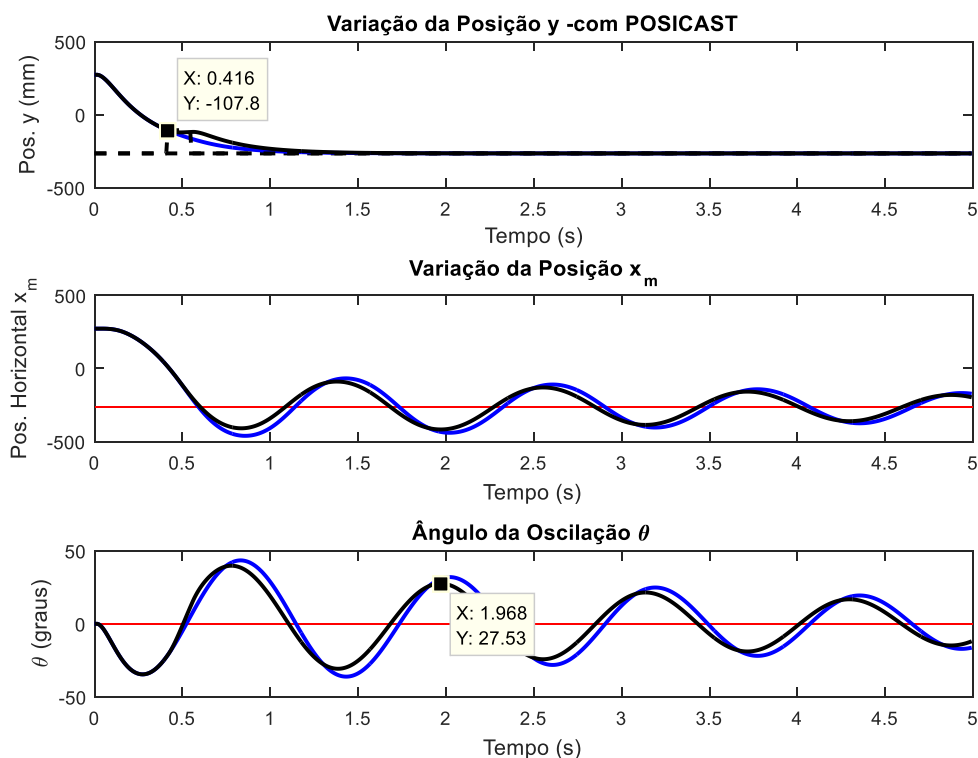 Variação da Posição y -com POSICAST
Pos. y (mm)
500
0
-500
X: 0.416
Y: -107.8
0 0.5 1 1.5 2 2.5 3 3.5 4 4.5 5
Tempo (s)
Variação da Posição x_m
Pos. Horizontal x_m
500
0
-500
0 0.5 1 1.5 2 2.5 3 3.5 4 4.5 5
Tempo (s)
Ângulo da Oscilação θ
θ (graus)
50
0
-50
X: 1.968
Y: 27.53
0 0.5 1 1.5 2 2.5 3 3.5 4 4.5 5
Tempo (s)